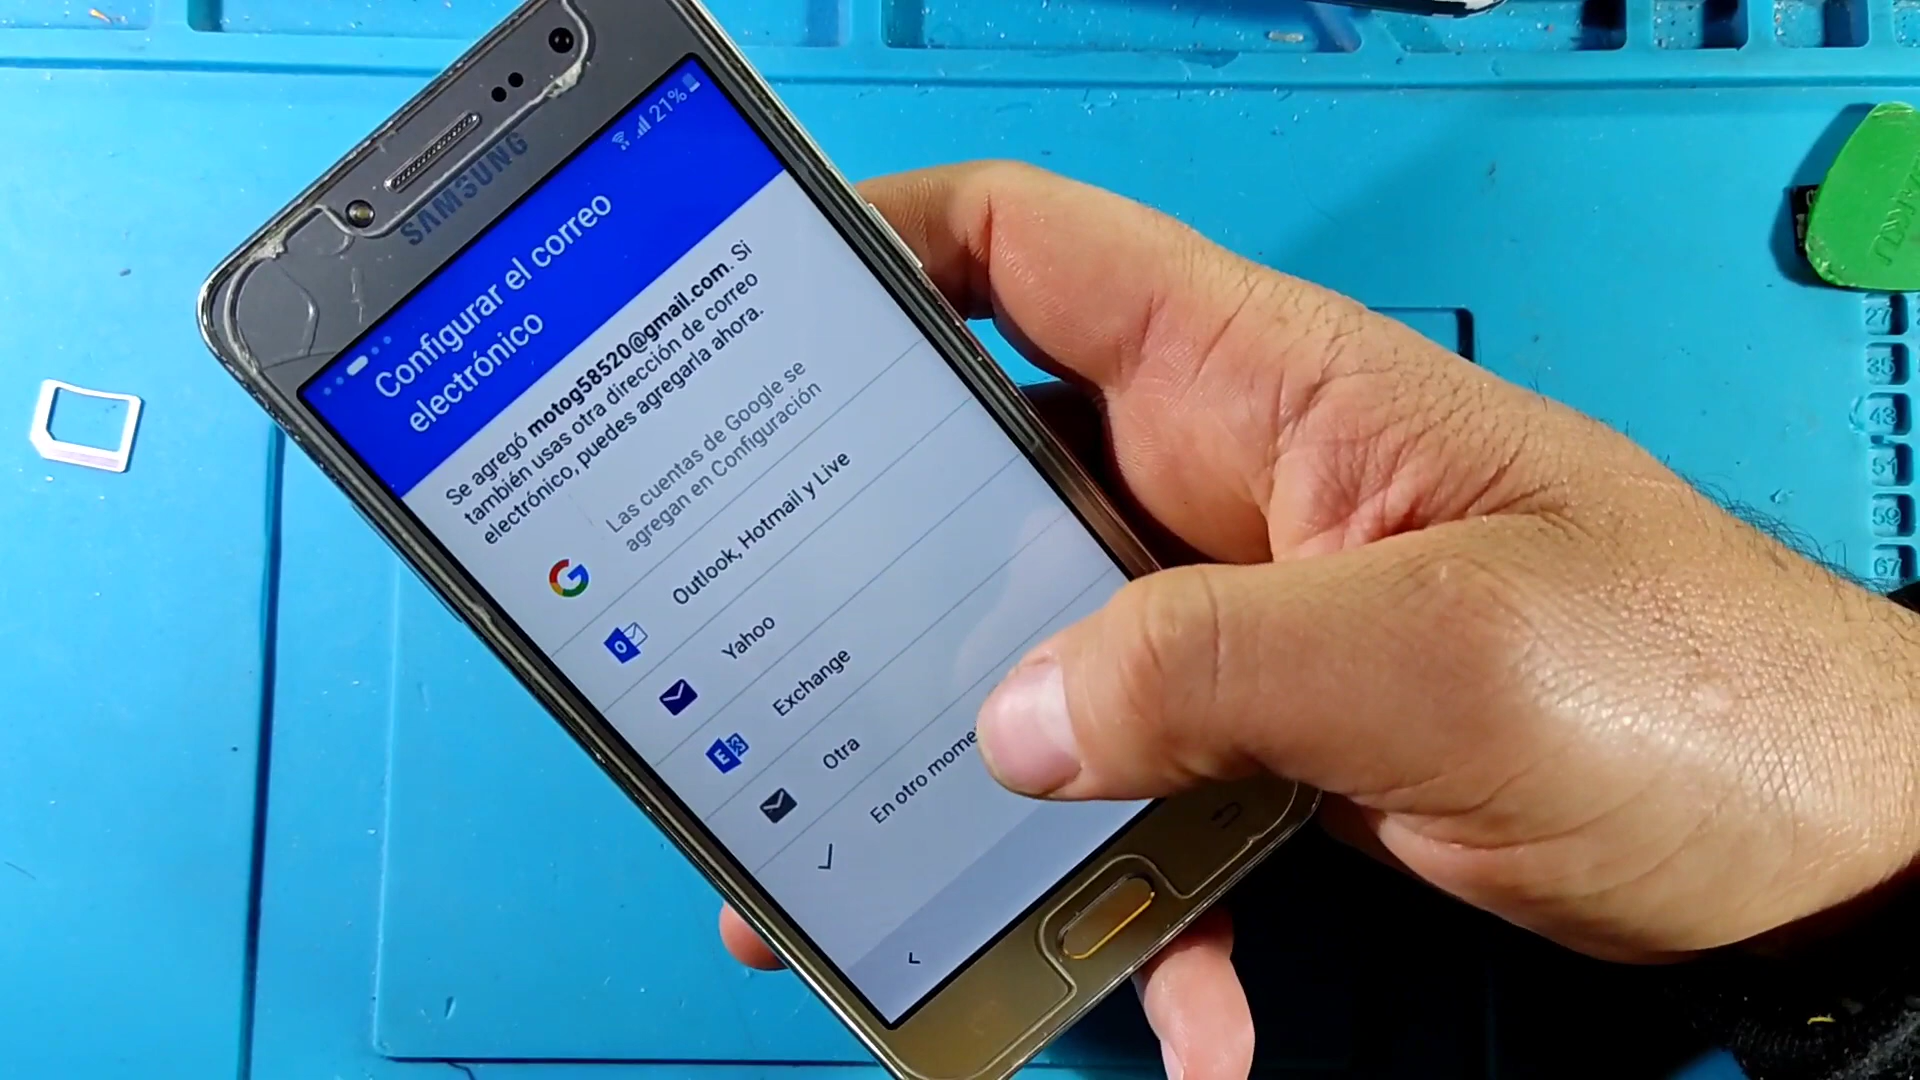 SAMSUNG
21%
Configurar el correo
electrónico
Se agregó motog58520@gmail.com. Si
también usas otra dirección de correo
electrónico, puedes agregarla ahora.
Las cuentas de Google se
agregan en Configuración
Outlook, Hotmail y Live
Yahoo
Exchange
Otra
En otro
27
35
43
51
59
67